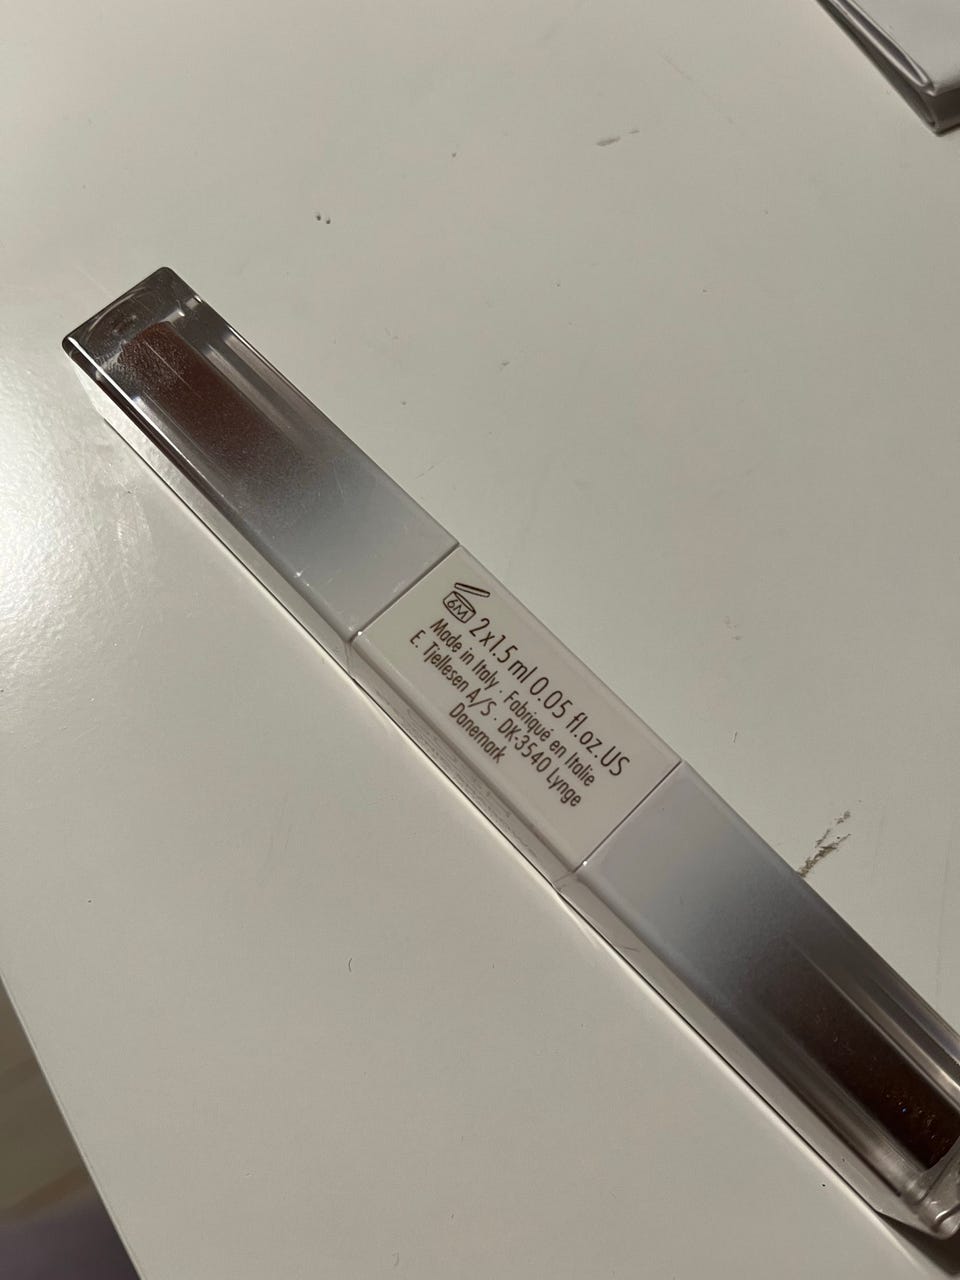 6M 2x1.5 ml 0.05 fl.oz.US
Made in Italy · Fabriqué en Italie
E. Tjellesen A/S · DK-3540 Lynge
Danemark